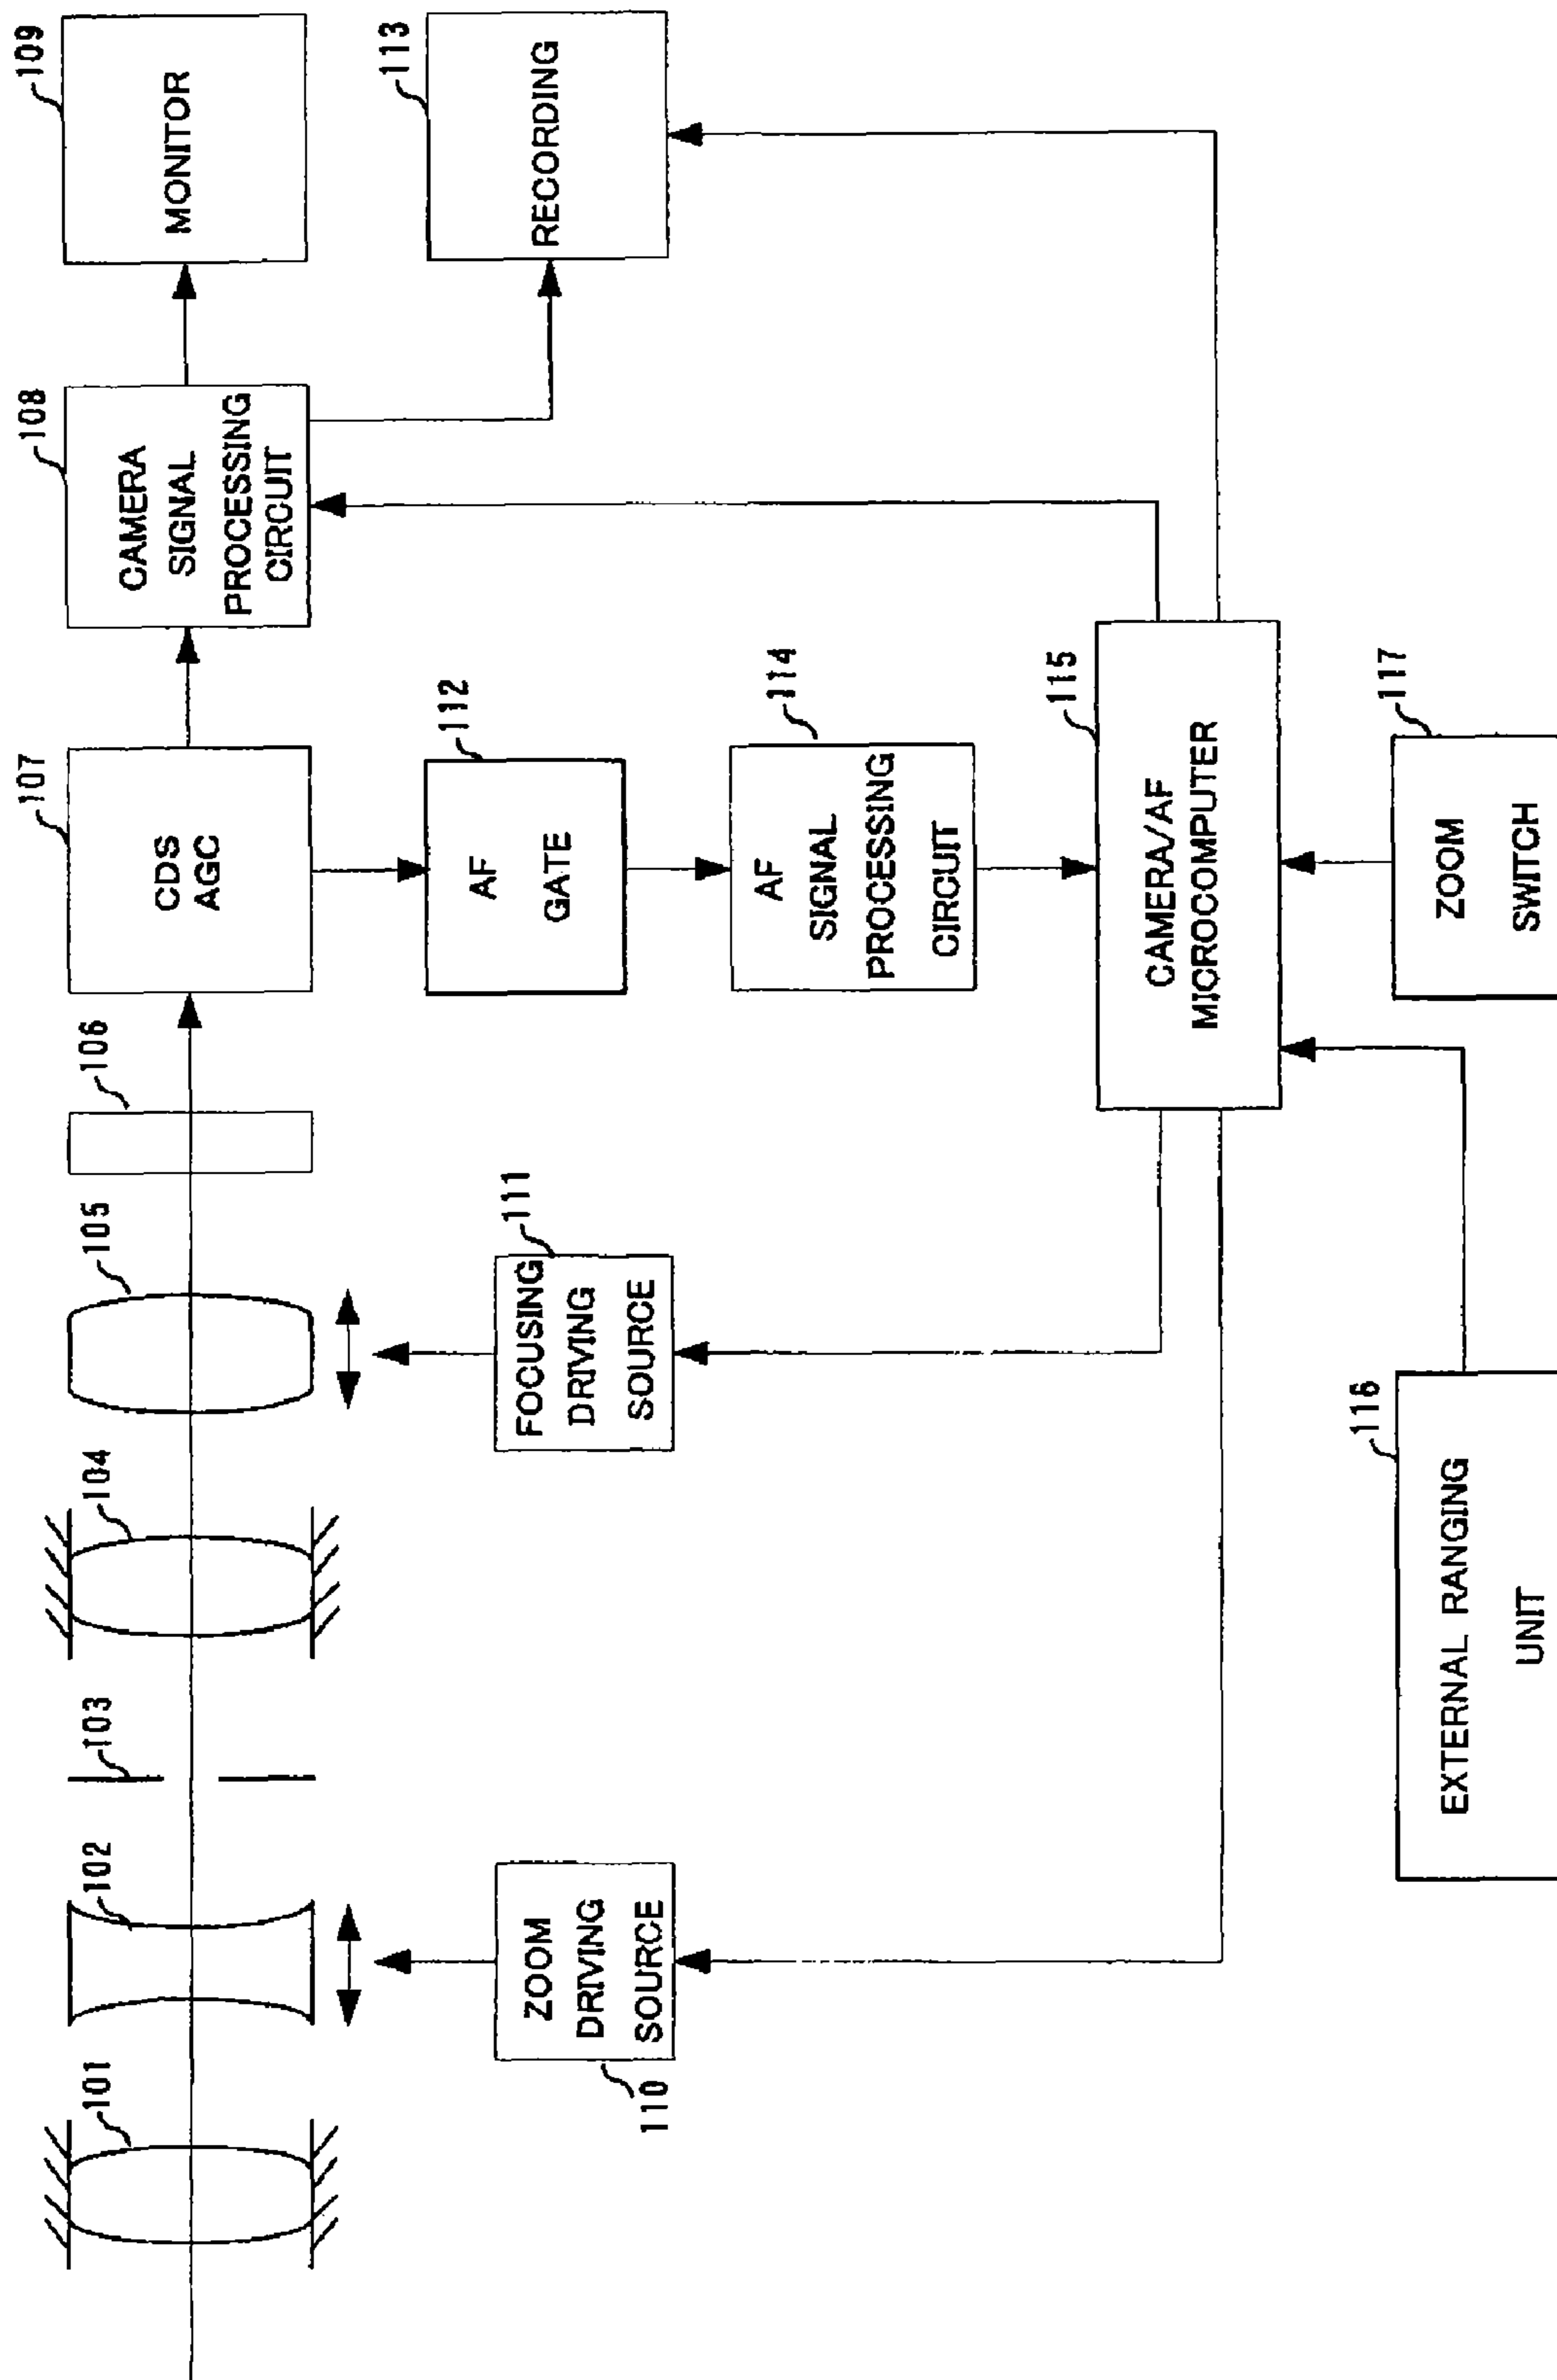 101
102
103
104
105
106
107
108
109
CDS
AGC
CAMERA
SIGNAL
PROCESSING
CIRCUIT
MONITOR
110
ZOOM
DRIVING
SOURCE
111
FOCUSING
DRIVING
SOURCE
112
AF
GATE
113
RECORDING
114
AF
SIGNAL
PROCESSING
CIRCUIT
115
CAMERA/AF
MICROCOMPUTER
116
EXTERNAL RANGING
UNIT
117
ZOOM
SWITCH